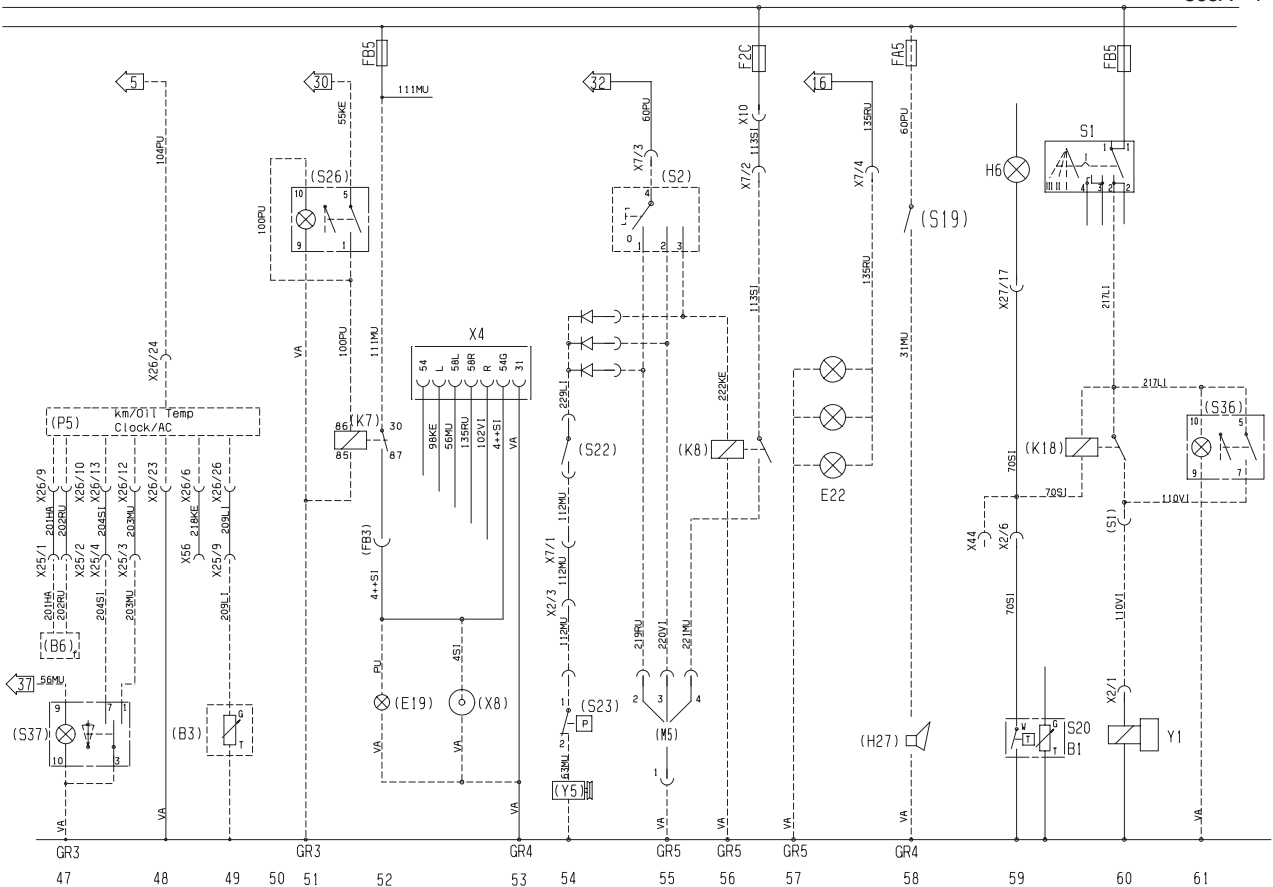 FB5
F2C
FA5
FB5
5
30
111MU
32
16
104PU
55KE
60PU
X10
113SI
135RU
60PU
S1
1
1
III II I
4 3 2 2
X7/3
X7/2
X7/4
H6
(S26)
10 5
9 1
100PU
(S2)
4
0
1 2 3
(S19)
X27/17
217LI
113SI
135RU
31MU
VA
100PU
111MU
X4
54
L
58L
58R
R
54G
31
X26/24
229LI
222KE
217LI
(P5)
km/Oil Temp
Clock/AC
86
(K7)
30
85
87
98KE
56MU
135RU
102VI
4++SI
VA
(S22)
(K8)
E22
70SI
(K18)
(S36)
10 5
9 7
X26/9
X26/10
X26/13
X26/12
X26/23
X26/6
X26/26
201HA
202RU
204SI
203MU
218KE
209LI
112MU
70SI
110VI
(S1)
X25/1
X25/2
X25/4
X25/3
X56
X25/9
(FB3)
X7/1
X44
X2/6
4++SI
112MU
X2/3
201HA
202RU
204SI
203MU
209LI
112MU
219RU
220VI
221MU
70SI
110VI
(B6)
T
37
56MU
PU
4SI
2 3 4
X2/1
9 7 1
(S37)
10 3
(B3)
G
T
(E19)
(X8)
1
(S23)
P
2
(M5)
1
(H27)
W
T
G
T
S20
B1
Y1
63MU
(Y5)
VA
VA
VA
VA
VA
VA
VA
VA
VA
VA
VA
VA
GR3
GR3
GR4
GR5
GR5
GR5
GR4
47 48 49 50 51 52 53 54 55 56 57 58 59 60 61